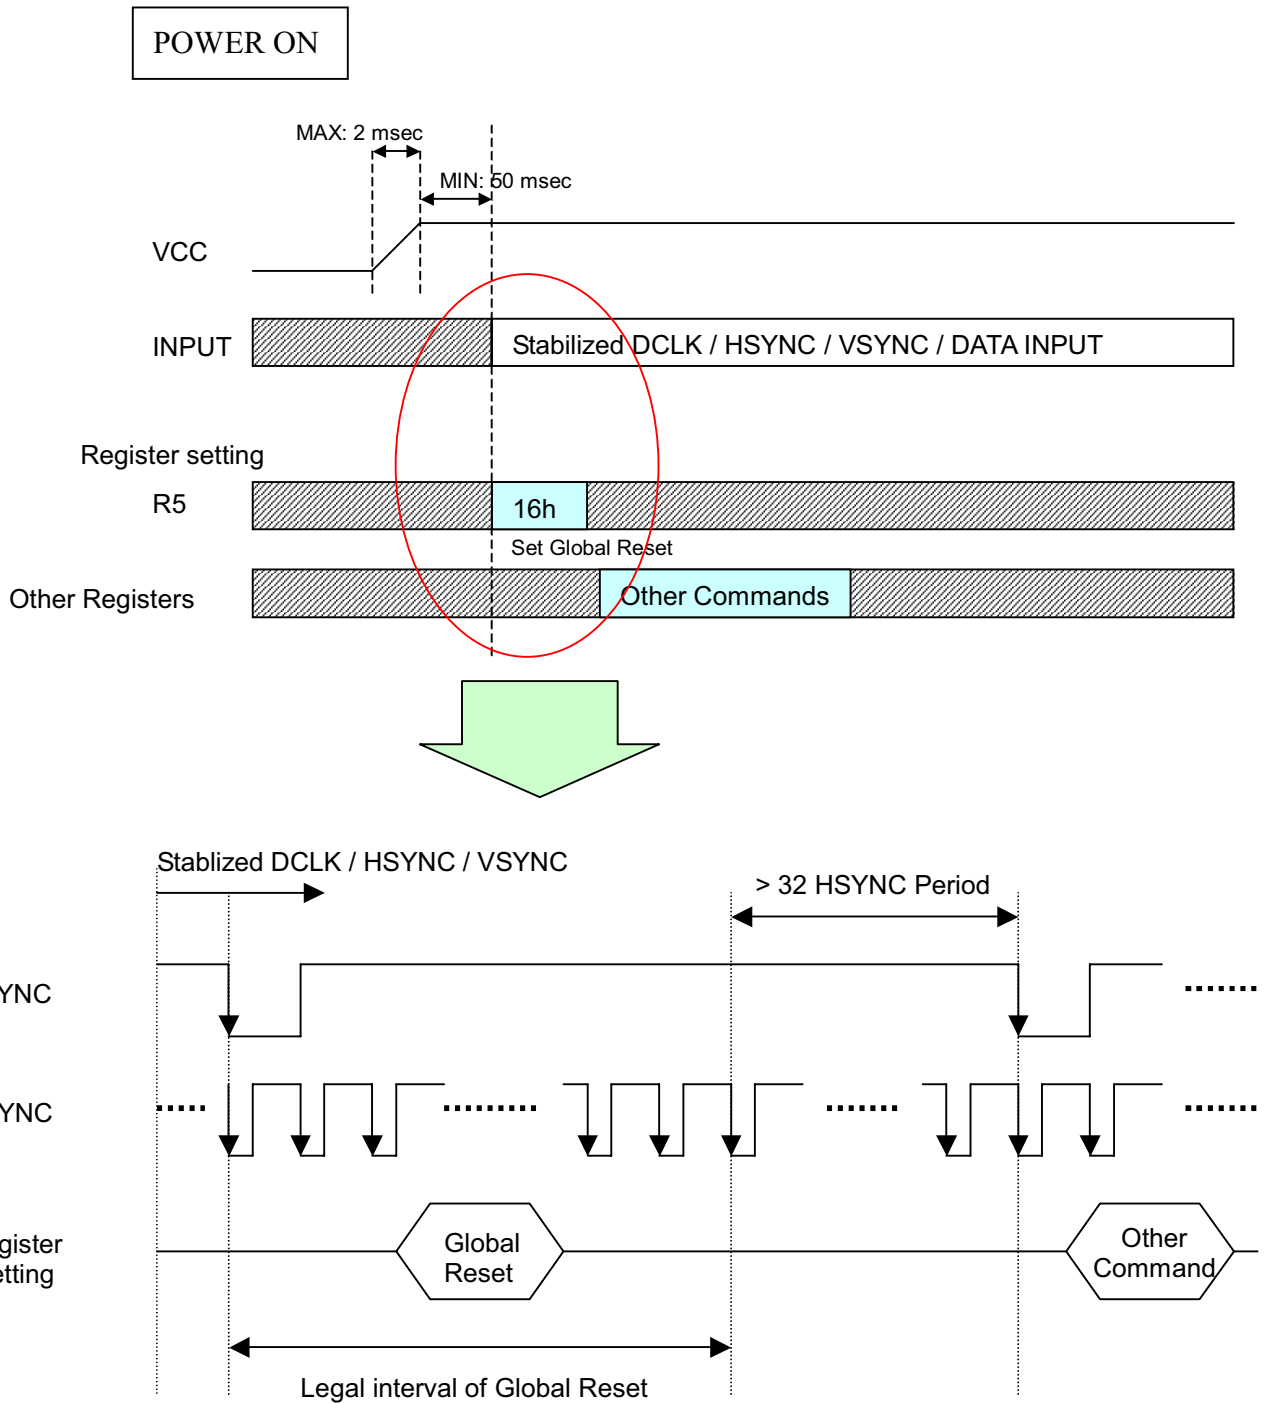 POWER ON
MAX: 2 msec
MIN: 50 msec
VCC
INPUT
Stabilized DCLK / HSYNC / VSYNC / DATA INPUT
Register setting
R5
16h
Set Global Reset
Other Registers
Other Commands
Stablized DCLK / HSYNC / VSYNC
> 32 HSYNC Period
YNC
YNC
gister
etting
Global
Reset
Other
Command
Legal interval of Global Reset